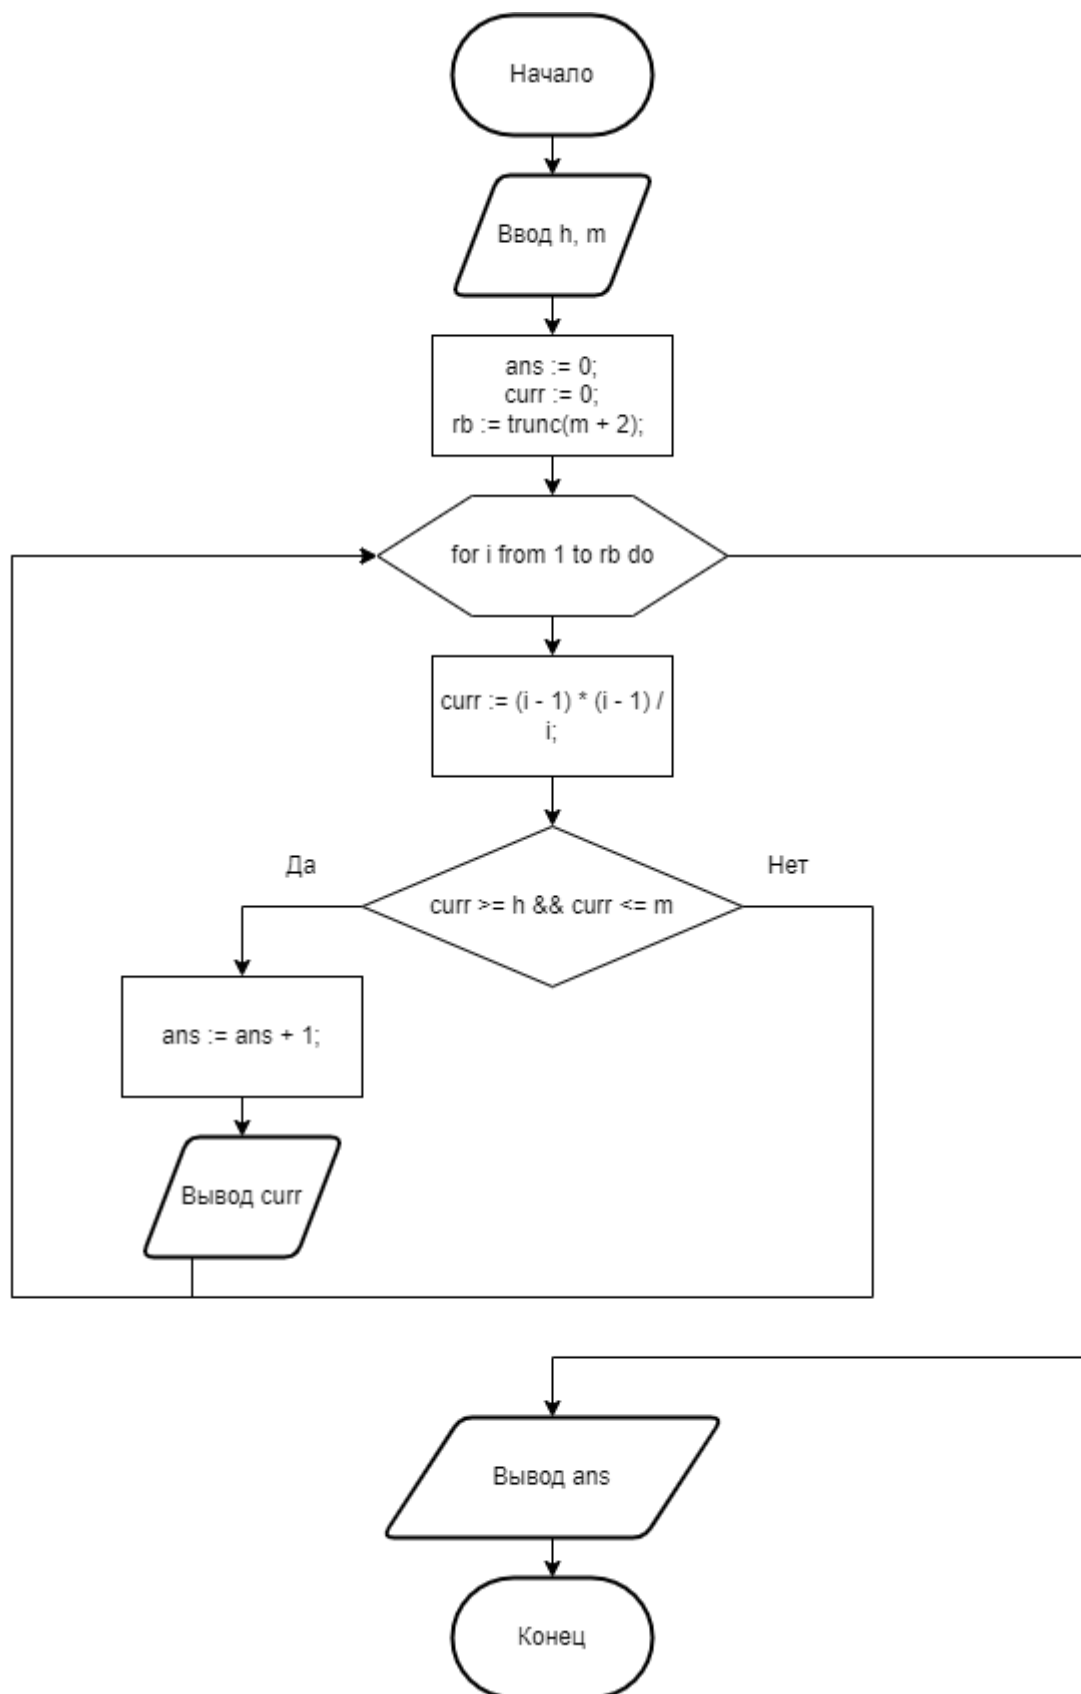 Начало
Ввод h, m
ans := 0;
curr := 0;
rb := trunc(m + 2);
for i from 1 to rb do
curr := (i - 1) * (i - 1) /
i;
Да
Нет
curr >= h && curr <= m
ans := ans + 1;
Вывод curr
Вывод ans
Конец